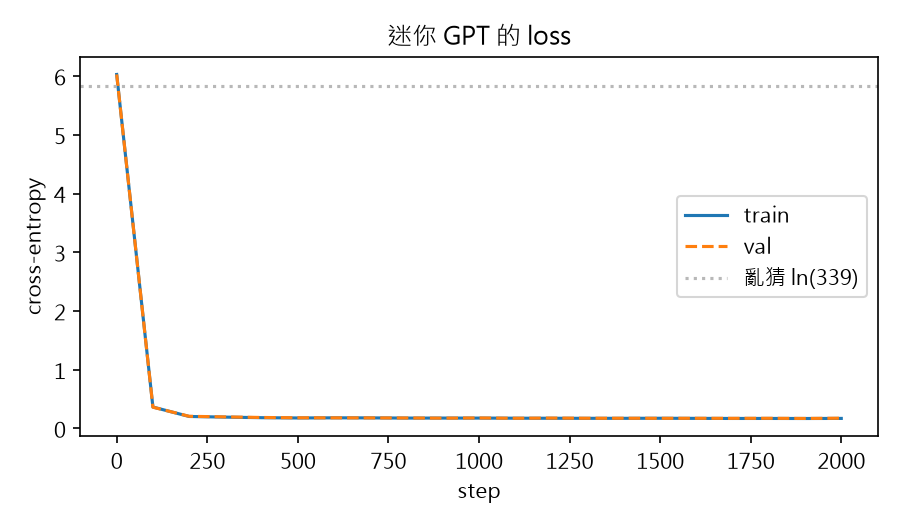 迷你 GPT 的 loss
cross-entropy
6
5
4
3
2
1
0
train
val
亂猜 ln(339)
0 250 500 750 1000 1250 1500 1750 2000
step